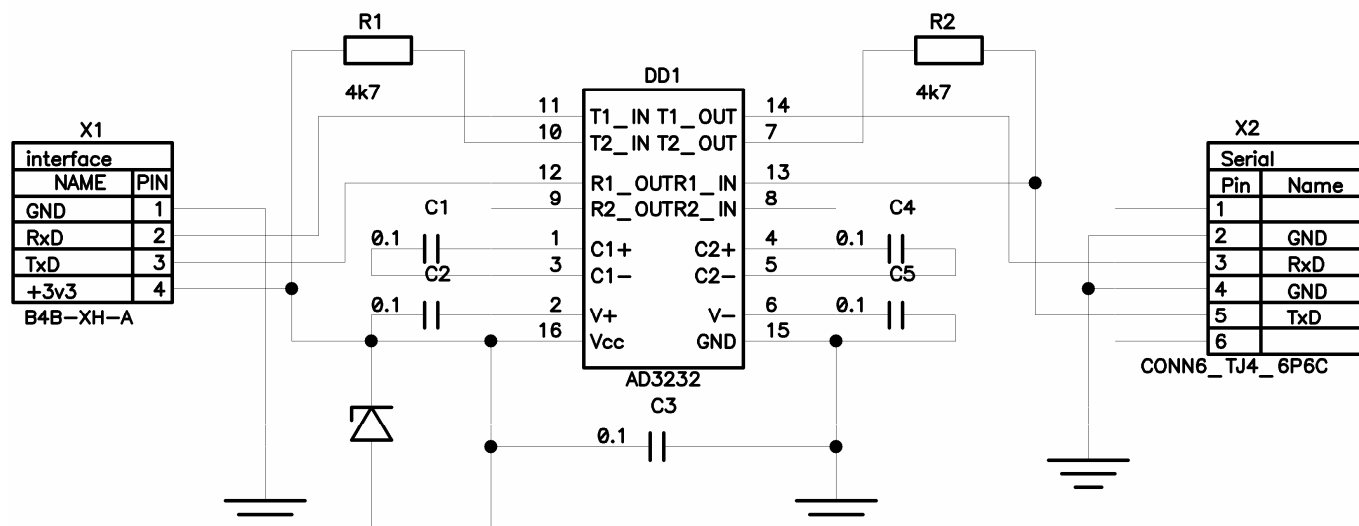 R1
R2
4k7
4k7
DD1
11 T1_IN T1_OUT 14
10 T2_IN T2_OUT 7
12 R1_OUTR1_IN 13
9 R2_OUTR2_IN 8
1 C1+ C2+ 4
3 C1- C2- 5
2 V+ V- 6
16 Vcc GND 15
AD3232
X1
interface
NAME PIN
GND 1
RxD 2
TxD 3
+3v3 4
B4B-XH-A
C1
0.1
C2
0.1
C4
0.1
C5
0.1
C3
0.1
X2
Serial
Pin Name
1
2 GND
3 RxD
4 GND
5 TxD
6
CONN6_TJ4_6P6C